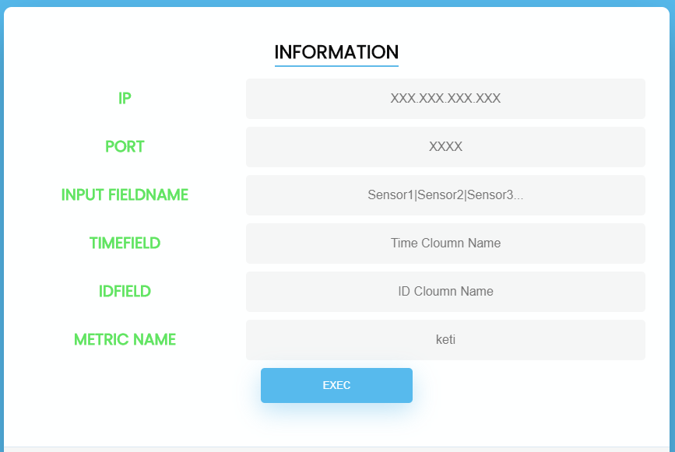 INFORMATION
IP
XXX.XXX.XXX.XXX
PORT
XXXX
INPUT FIELDNAME
Sensor1|Sensor2|Sensor3...
TIMEFIELD
Time Cloumn Name
IDFIELD
ID Cloumn Name
METRIC NAME
keti
EXEC